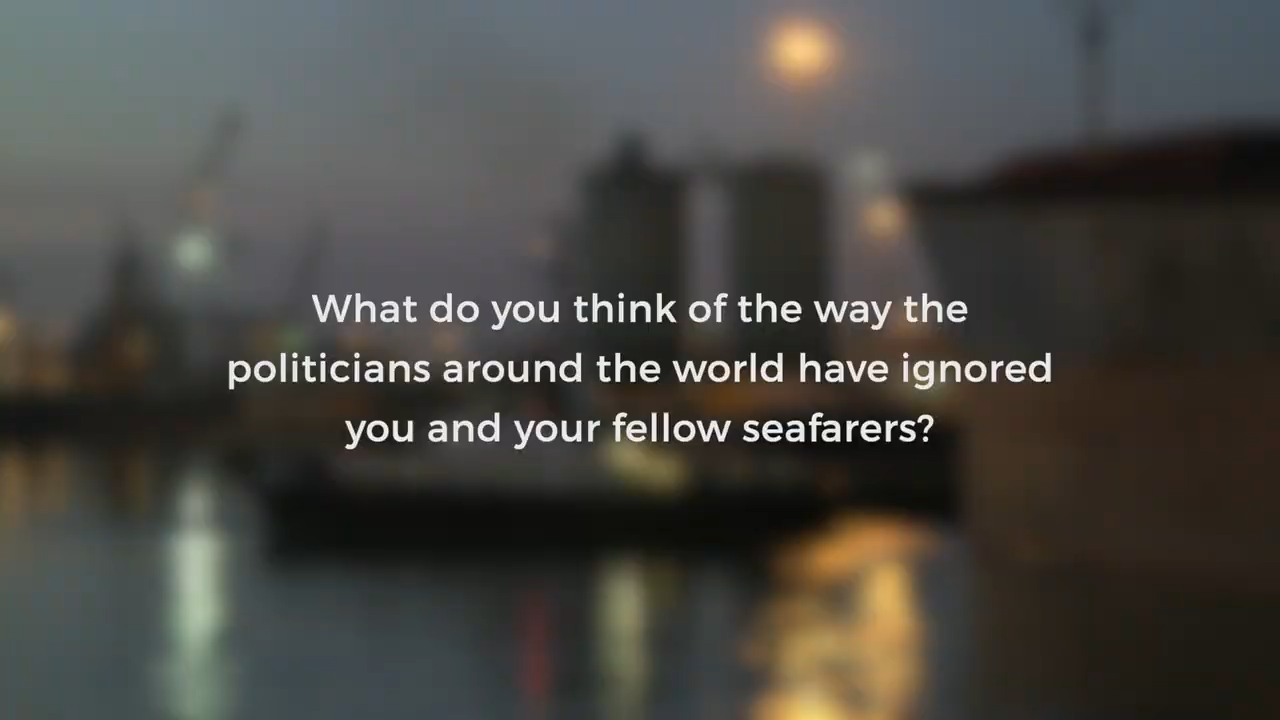 What do you think of the way the
politicians around the world have ignored
you and your fellow seafarers?